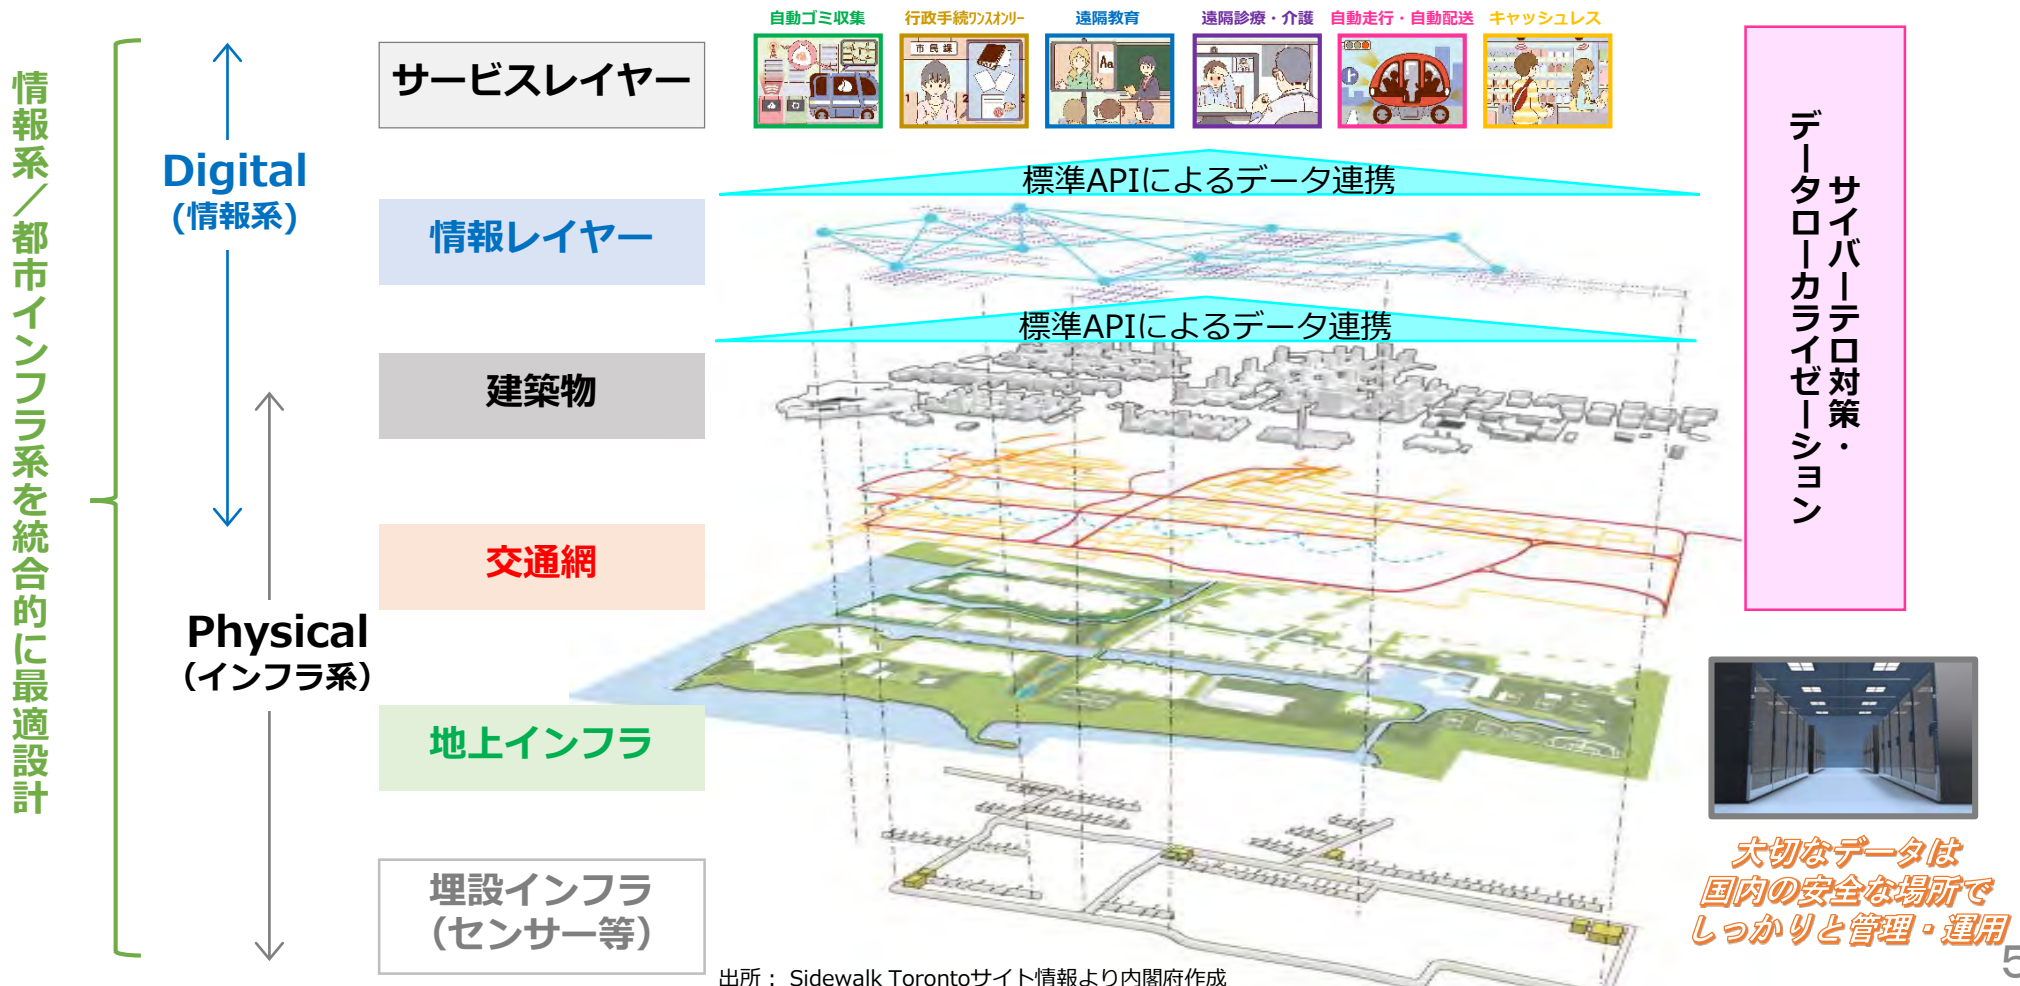 情報系／都市インフラ系を統合的に最適設計
Digital
(情報系)
Physical
（インフラ系）
サービスレイヤー
情報レイヤー
建築物
交通網
地上インフラ
埋設インフラ
（センサー等）
自動ゴミ収集
行政手続ワンスオンリー
遠隔教育
遠隔診療・介護
自動走行・自動配送
キャッシュレス
市民課
1
2
Aa
標準APIによるデータ連携
標準APIによるデータ連携
サイバーテロ対策・
データローカライゼーション
大切なデータは
国内の安全な場所で
しっかりと管理・運用
出所： Sidewalk Torontoサイト情報より内閣府作成
5